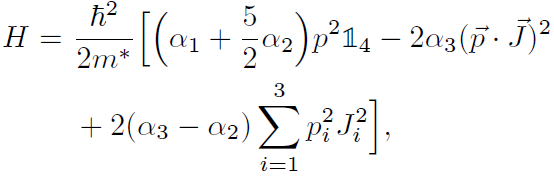 H = \frac{\hbar^2}{2m^*} \Big[ \Big( \alpha_1 + \frac{5}{2} \alpha_2 \Big) p^2 \mathbb{1}_4 - 2\alpha_3 (\vec{p} \cdot \vec{J})^2
+ 2(\alpha_3 - \alpha_2) \sum_{i=1}^{3} p_i^2 J_i^2 \Big],